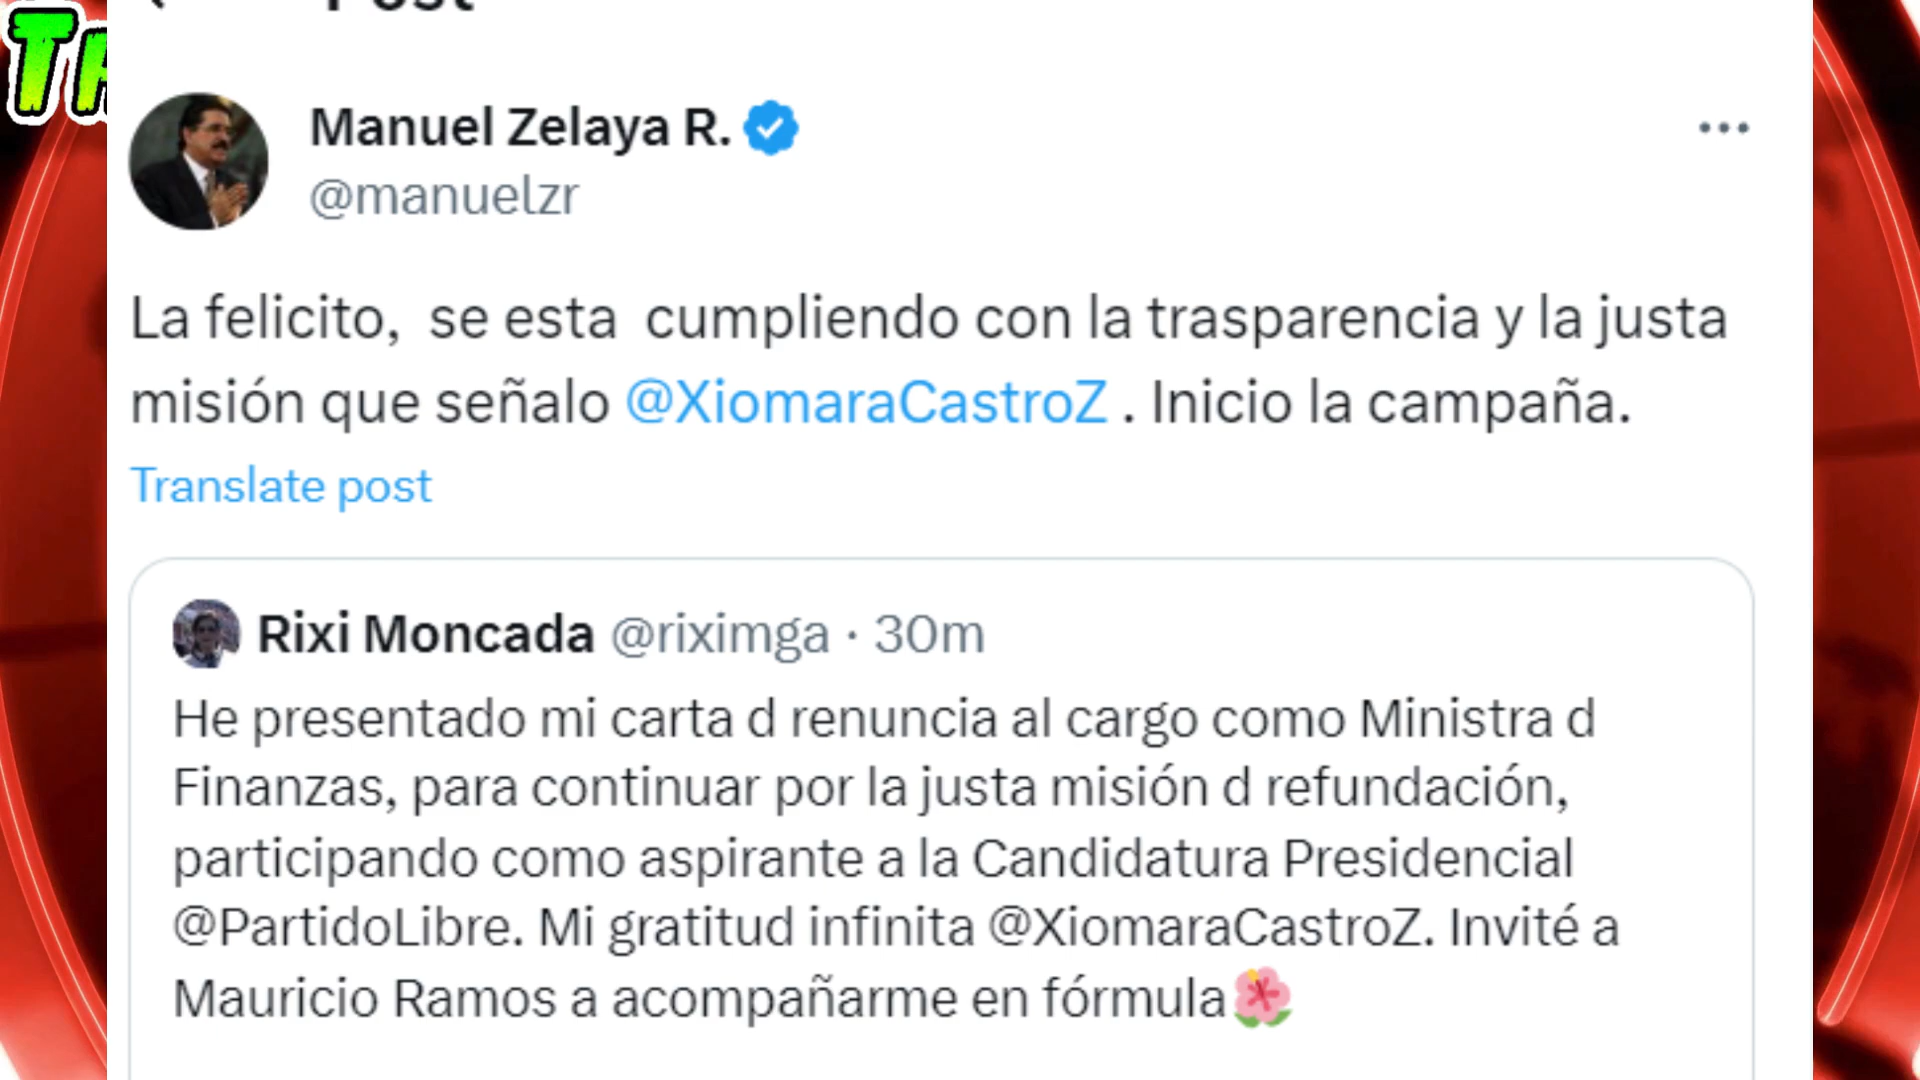 Post
Manuel Zelaya R.
@manuelzr
La felicito, se esta cumpliendo con la trasparencia y la justa
misión que señalo @XiomaraCastroZ . Inicio la campaña.
Translate post
Rixi Moncada @riximga · 30m
He presentado mi carta d renuncia al cargo como Ministra d
Finanzas, para continuar por la justa misión d refundación,
participando como aspirante a la Candidatura Presidencial
@PartidoLibre. Mi gratitud infinita @XiomaraCastroZ. Invité a
Mauricio Ramos a acompañarme en fórmula🌺